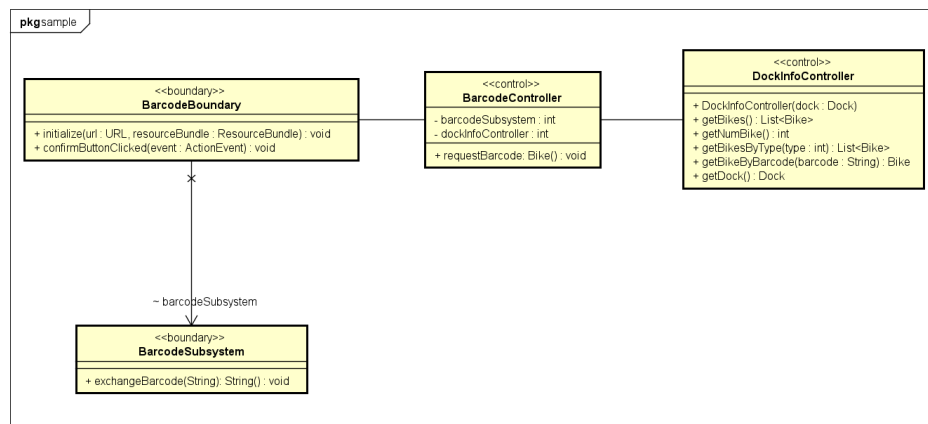 pkg sample
<<boundary>>
BarcodeBoundary
+ initialize(url : URL, resourceBundle : ResourceBundle) : void
+ confirmButtonClicked(event : ActionEvent) : void
<<control>>
BarcodeController
- barcodeSubsystem : int
- dockInfoController : int
+ requestBarcode: Bike() : void
<<control>>
DockInfoController
+ DockInfoController(dock : Dock)
+ getBikes() : List<Bike>
+ getNumBike() : int
+ getBikesByType(type : int) : List<Bike>
+ getBikeByBarcode(barcode : String) : Bike
+ getDock() : Dock
~ barcodeSubsystem
<<boundary>>
BarcodeSubsystem
+ exchangeBarcode(String): String() : void